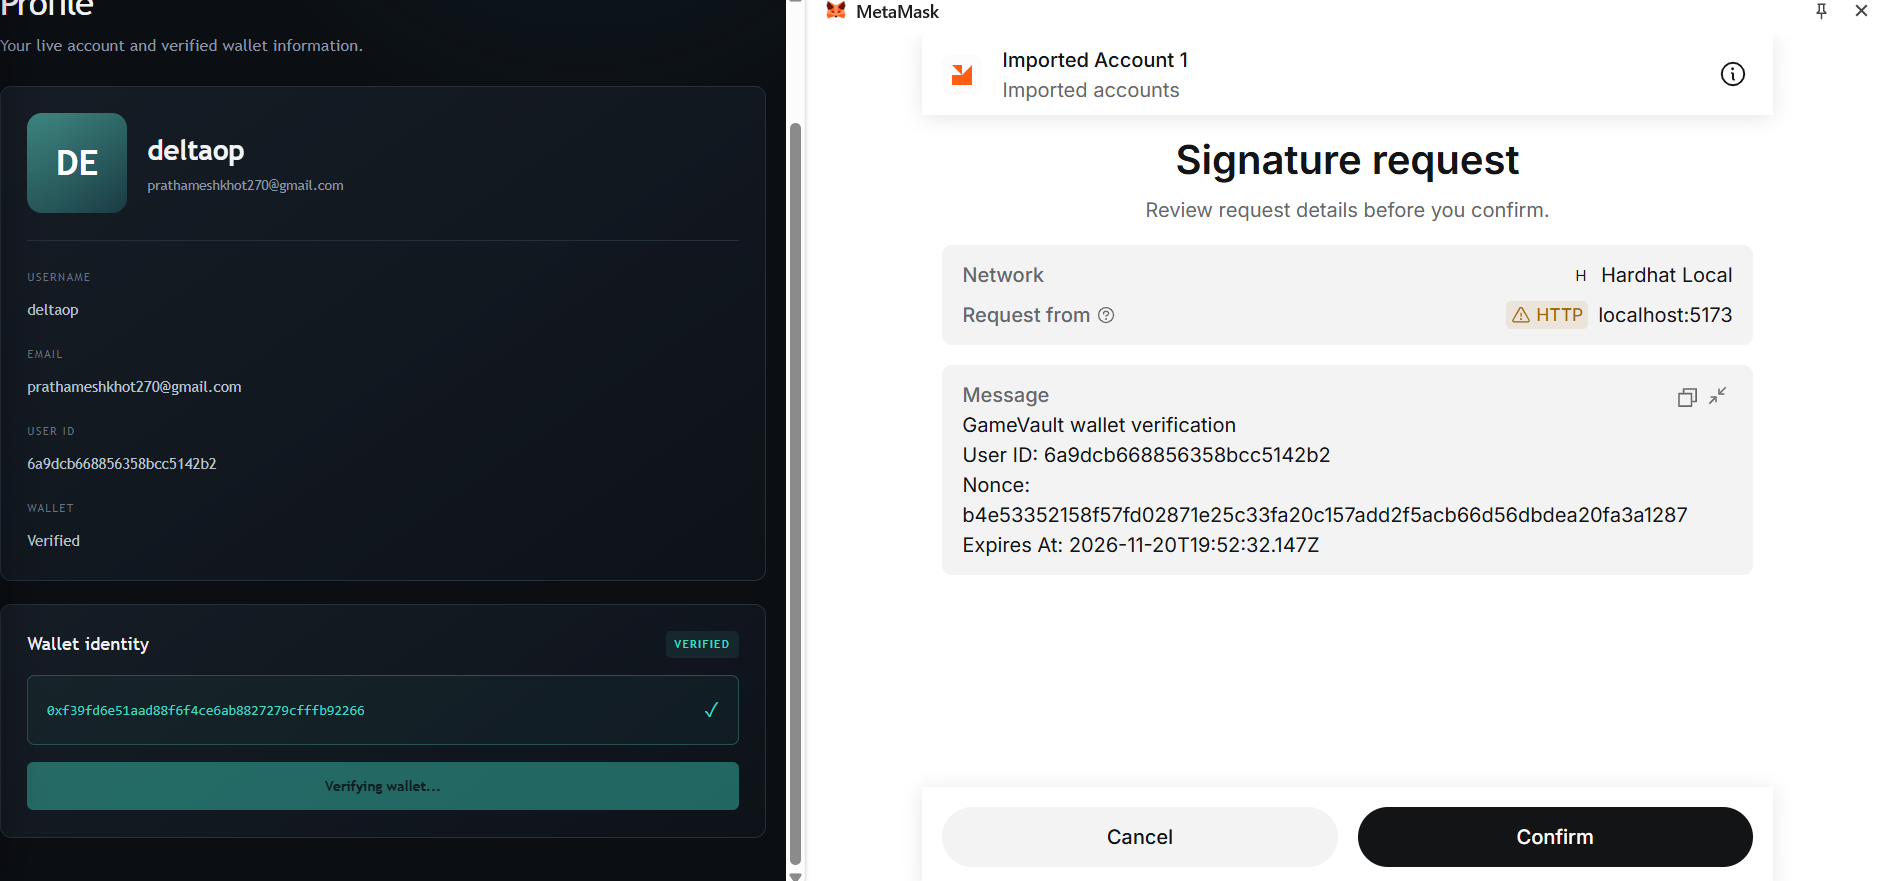 Profile
Your live account and verified wallet information.
DE
deltaop
prathameshkhot270@gmail.com
USERNAME
deltaop
EMAIL
prathameshkhot270@gmail.com
USER ID
6a9dcb668856358bcc5142b2
WALLET
Verified
Wallet identity
VERIFIED
0xf39fd6e51aad88f6f4ce6ab8827279cfffb92266
Verifying wallet...
MetaMask
Imported Account 1
Imported accounts
Signature request
Review request details before you confirm.
Network
H Hardhat Local
Request from
HTTP localhost:5173
Message
GameVault wallet verification
User ID: 6a9dcb668856358bcc5142b2
Nonce:
b4e53352158f57fd02871e25c33fa20c157add2f5acb66d56dbdea20fa3a1287
Expires At: 2026-11-20T19:52:32.147Z
Cancel
Confirm